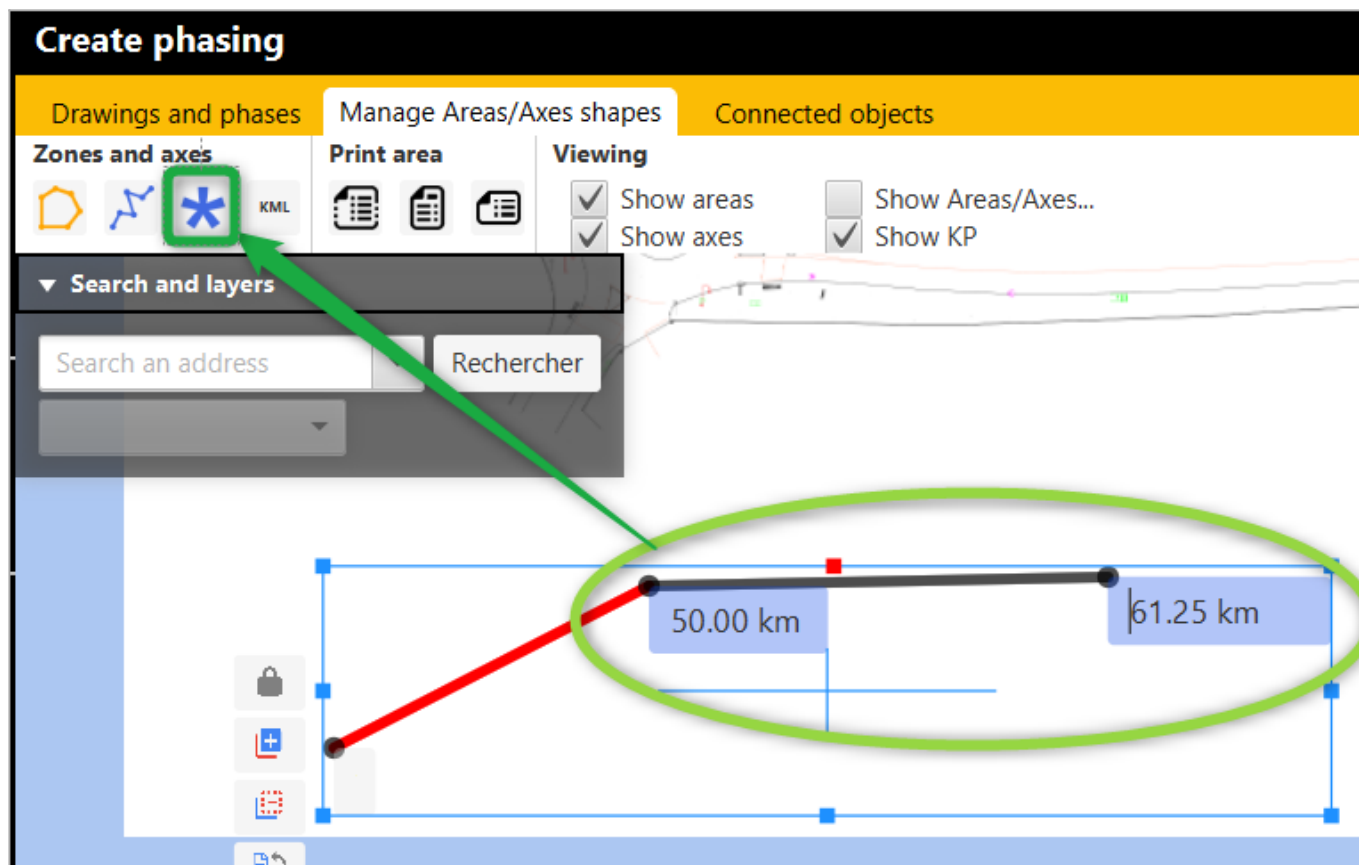 Create phasing
Drawings and phases Manage Areas/Axes shapes Connected objects
Zones and axes Print area Viewing
KML
Show areas Show Areas/Axes...
Show axes Show KP
Search and layers
Search an address Rechercher
50.00 km 61.25 km